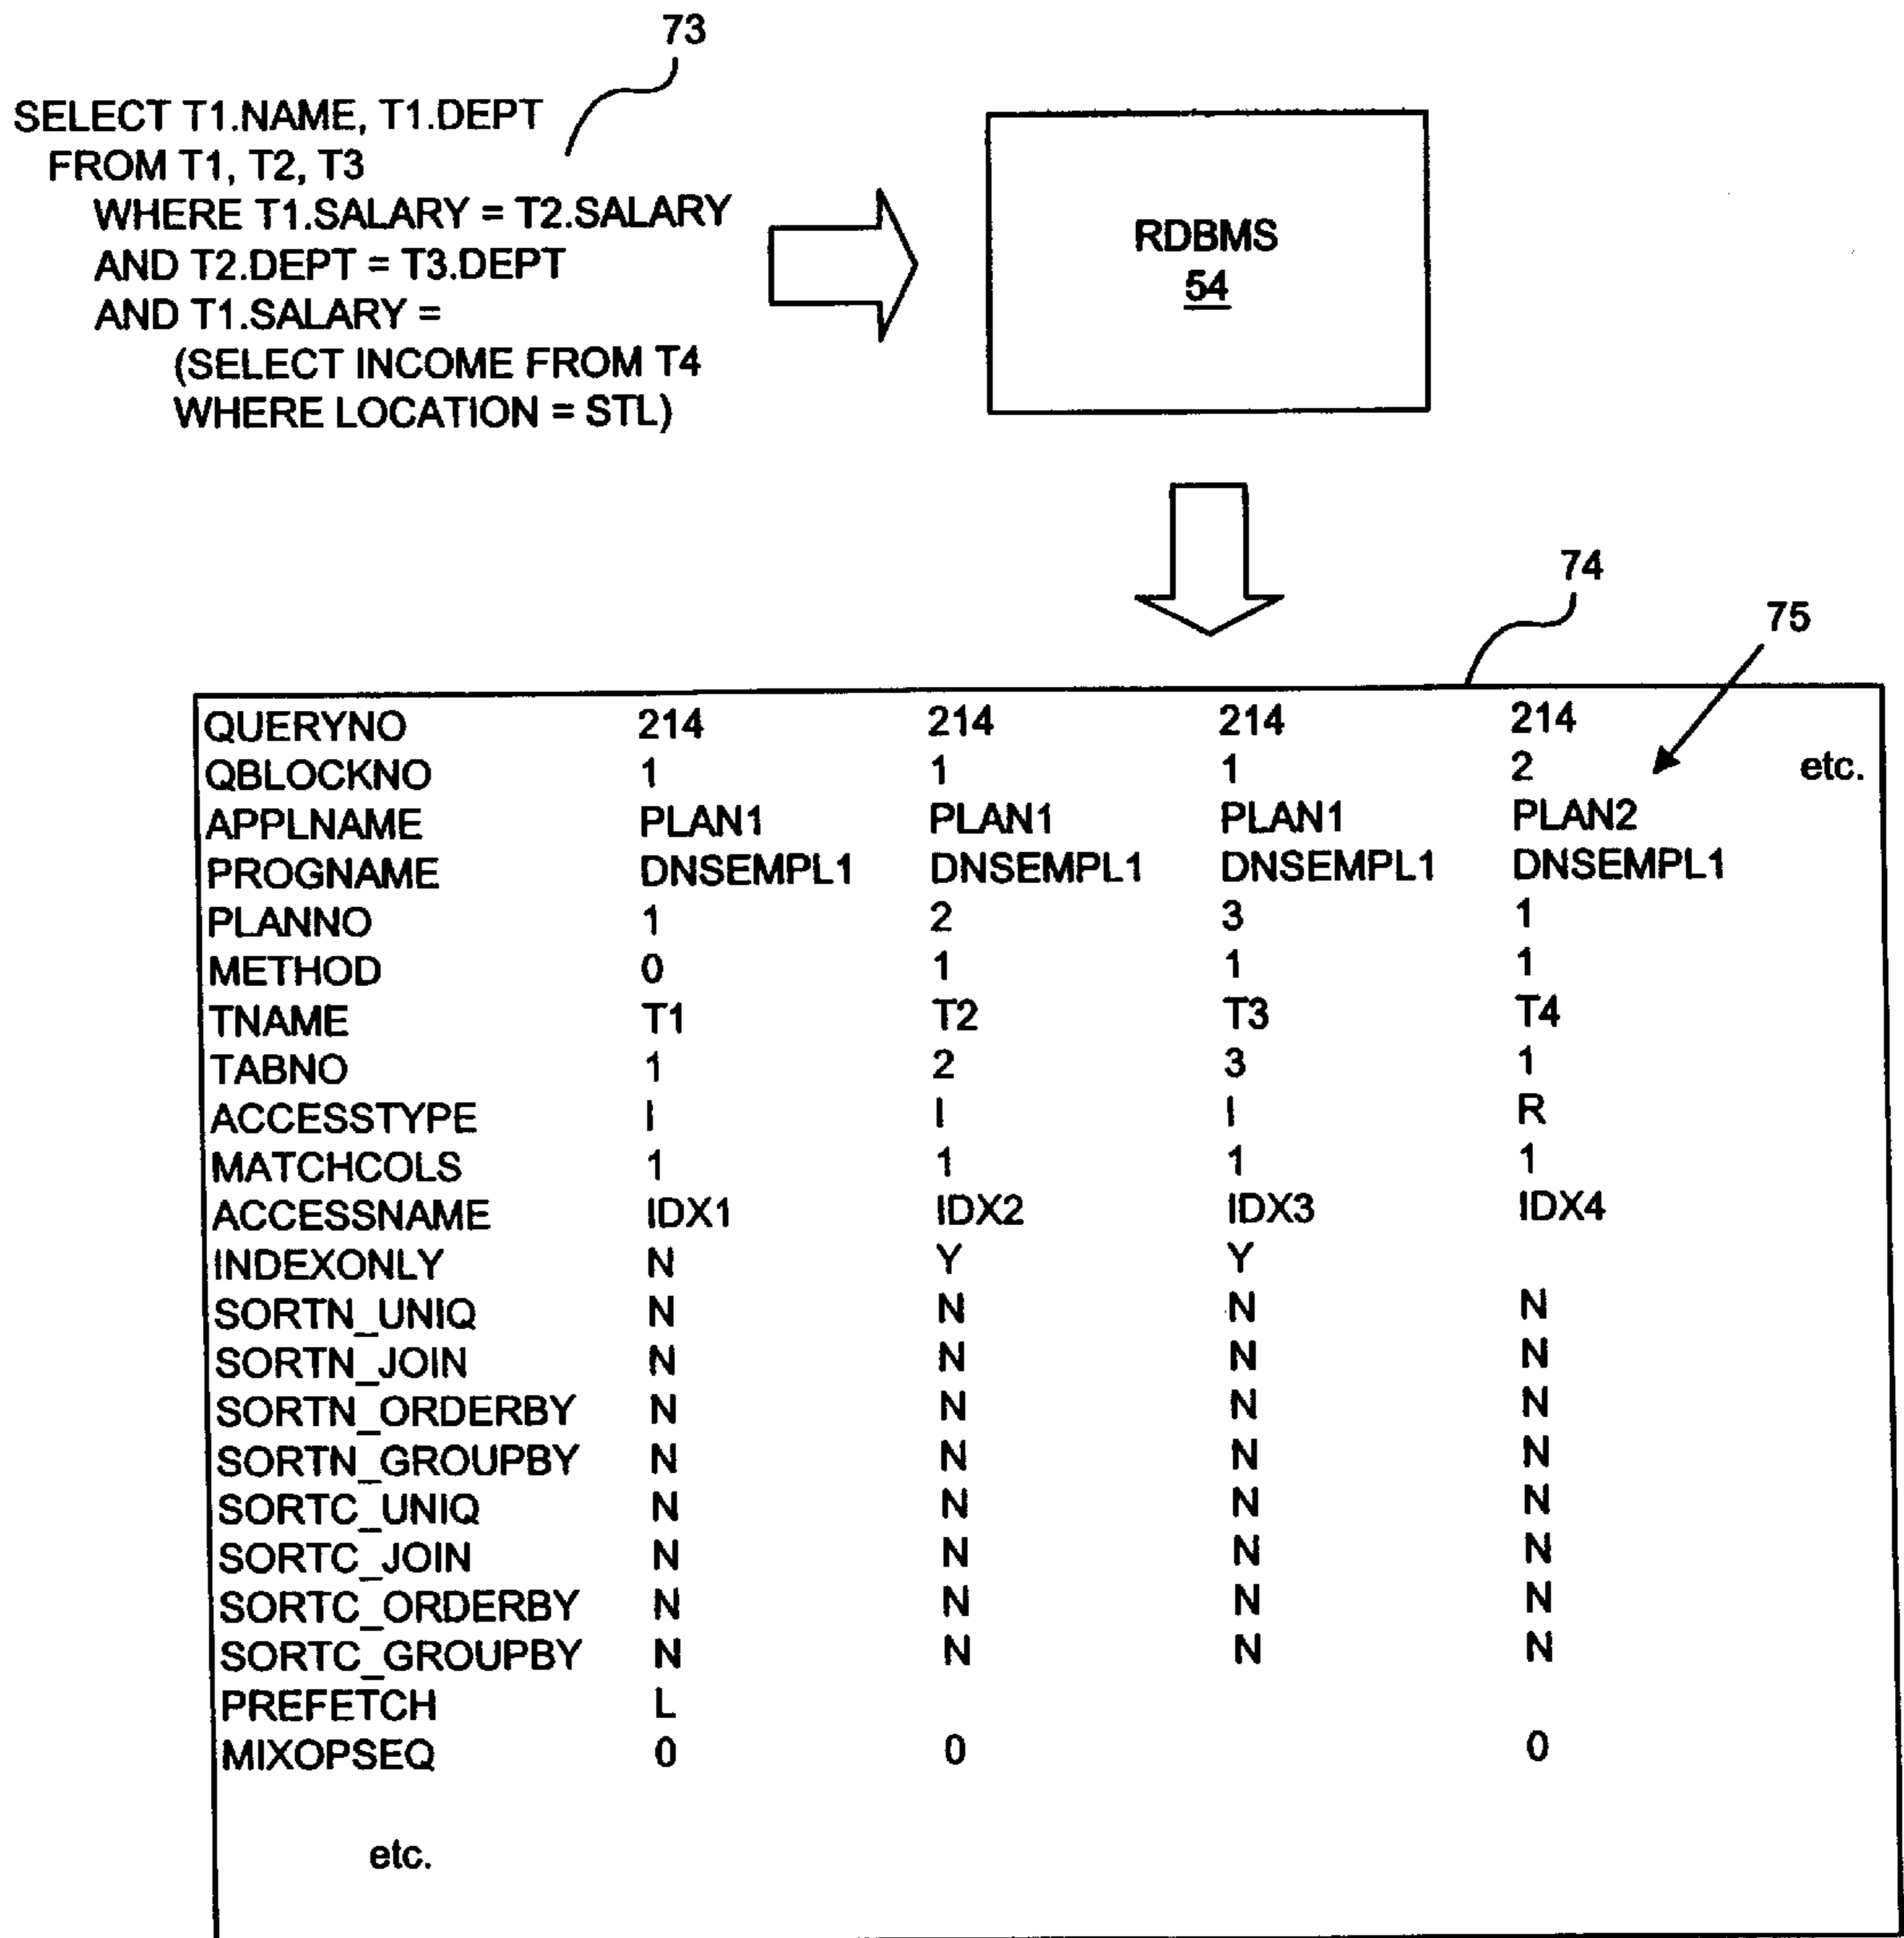 73
SELECT T1.NAME, T1.DEPT
FROM T1, T2, T3
WHERE T1.SALARY = T2.SALARY
AND T2.DEPT = T3.DEPT
AND T1.SALARY =
(SELECT INCOME FROM T4
WHERE LOCATION = STL)
RDBMS
54
74
75
QUERYNO 214 214 214 214
QBLOCKNO 1 1 1 2 etc.
APPLNAME PLAN1 PLAN1 PLAN1 PLAN2
PROGNAME DNSEMPL1 DNSEMPL1 DNSEMPL1 DNSEMPL1
PLANNO 1 2 3 1
METHOD 0 1 1 1
TNAME T1 T2 T3 T4
TABNO 1 2 3 1
ACCESSTYPE I I I R
MATCHCOLS 1 1 1 1
ACCESSNAME IDX1 IDX2 IDX3 IDX4
INDEXONLY N Y Y
SORTN_UNIQ N N N N
SORTN_JOIN N N N N
SORTN_ORDERBY N N N N
SORTN_GROUPBY N N N N
SORTC_UNIQ N N N N
SORTC_JOIN N N N N
SORTC_ORDERBY N N N N
SORTC_GROUPBY N N N N
PREFETCH L
MIXOPSEQ 0 0 0
etc.